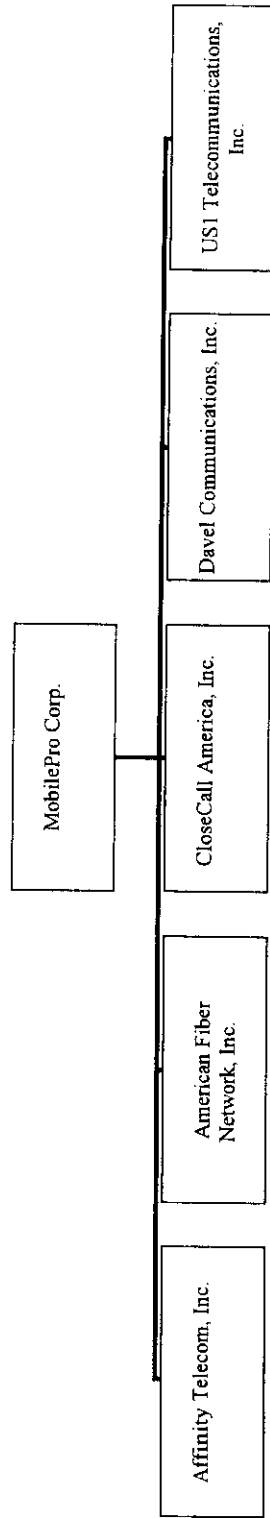 MobilePro Corp.
Affinity Telecom, Inc.
American Fiber
Network, Inc.
CloseCall America, Inc.
Davel Communications, Inc.
US1 Telecommunications,
Inc.